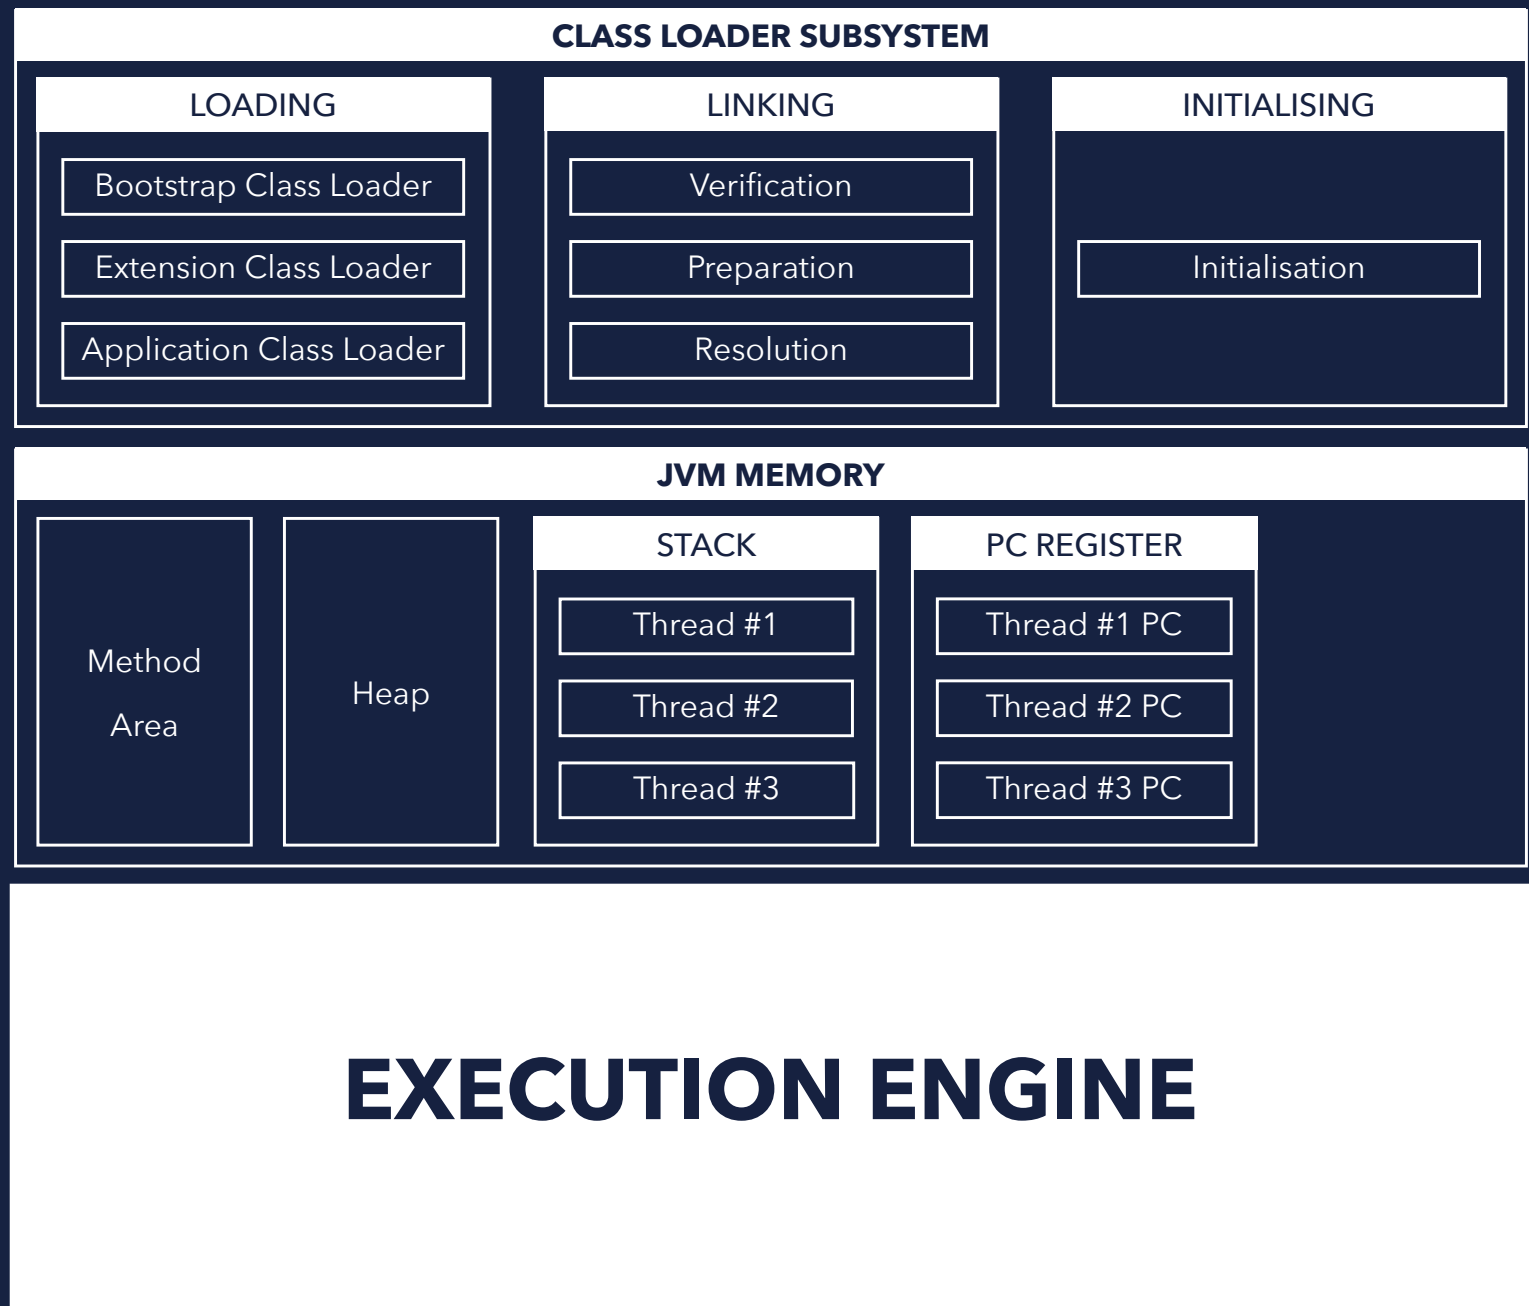 CLASS LOADER SUBSYSTEM
LOADING
Bootstrap Class Loader
Extension Class Loader
Application Class Loader
LINKING
Verification
Preparation
Resolution
INITIALISING
Initialisation
JVM MEMORY
Method
Area
Heap
STACK
Thread #1
Thread #2
Thread #3
PC REGISTER
Thread #1 PC
Thread #2 PC
Thread #3 PC
EXECUTION ENGINE